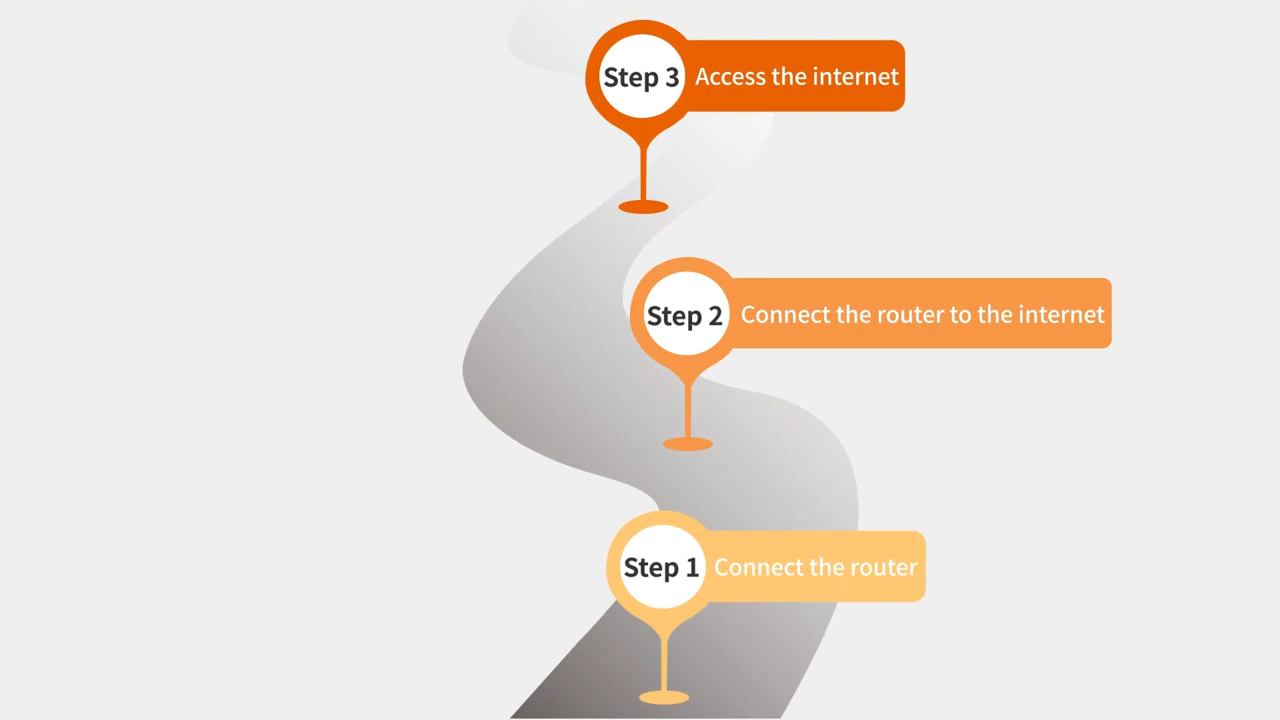 Step 3 Access the internet
Step 2 Connect the router to the internet
Step 1 Connect the router